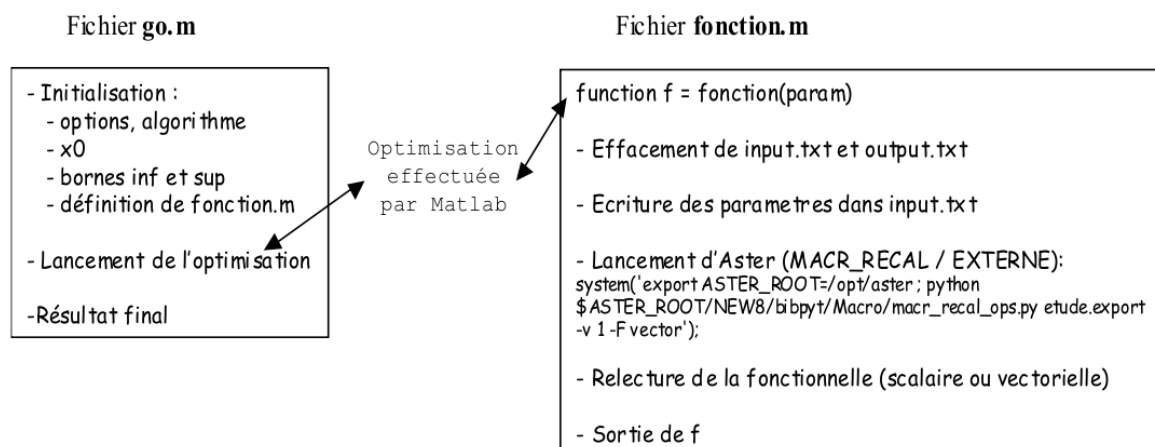 Fichier go.m
- Initialisation :
- options, algorithme
- x0
- bornes inf et sup
- définition de fonction.m
- Lancement de l'optimisation
-Résultat final
Optimisation
effectuée
par Matlab
Fichier fonction.m
function f = fonction(param)
- Effacement de input.txt et output.txt
- Ecriture des parametres dans input.txt
- Lancement d'Aster (MACR_RECAL / EXTERNE):
system('export ASTER_ROOT=/opt/aster ; python
$ASTER_ROOT/NEW8/bibpyt/Macro/macr_recal_ops.py etude.export
-v 1 -F vector');
- Relecture de la fonctionnelle (scalaire ou vectorielle)
- Sortie de f